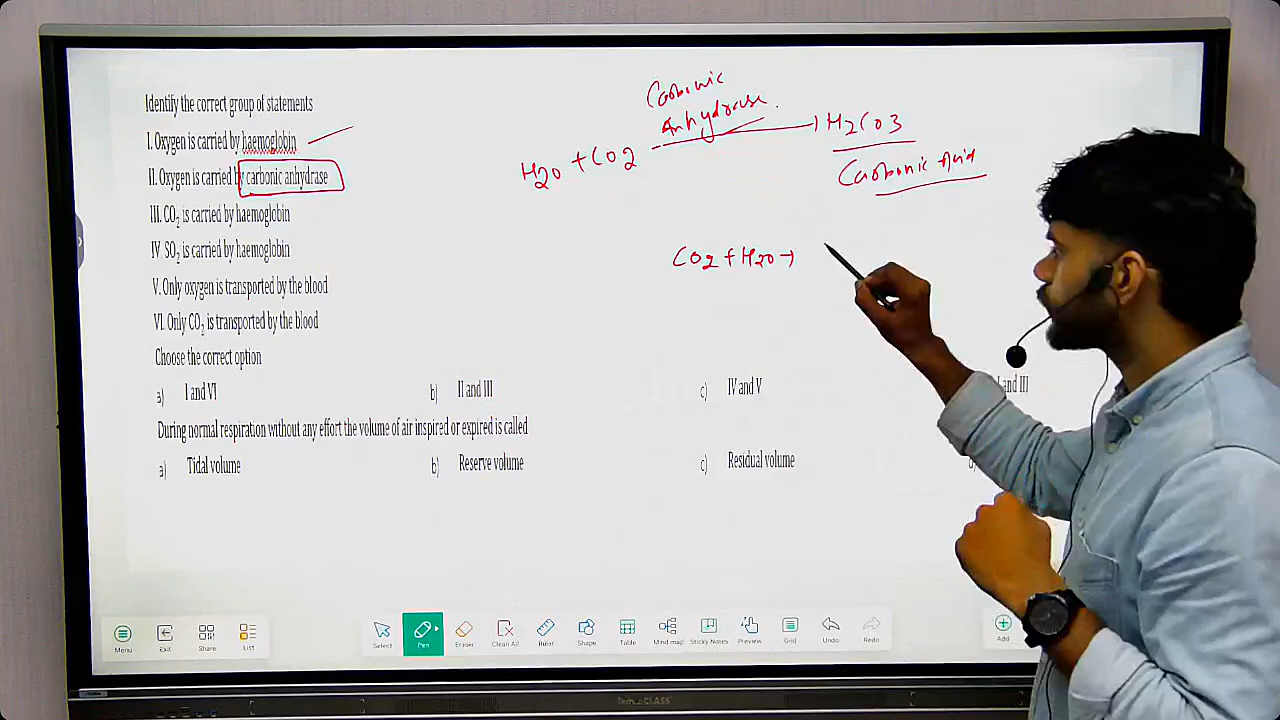 Identify the correct group of statements
I. Oxygen is carried by haemoglobin
II. Oxygen is carried by carbonic anhydrase
III. CO2 is carried by haemoglobin
IV SO2 is carried by haemoglobin
V. Only oxygen is transported by the blood
VI. Only CO2 is transported by the blood
Choose the correct option
a) I and VI b) II and III c) IV and V and III
During normal respiration without any effort the volume of air inspired or expired is called
a) Tidal volume b) Reserve volume c) Residual volume
Carbonic
Anhydrase
H2O + CO2 → H2CO3
Carbonic Acid
CO2 + H2O →
Menu Exit Share List Select Pen Eraser Clean All Ruler Shape Table Mind map Sticky Notes Preview Grid Undo Redo Add